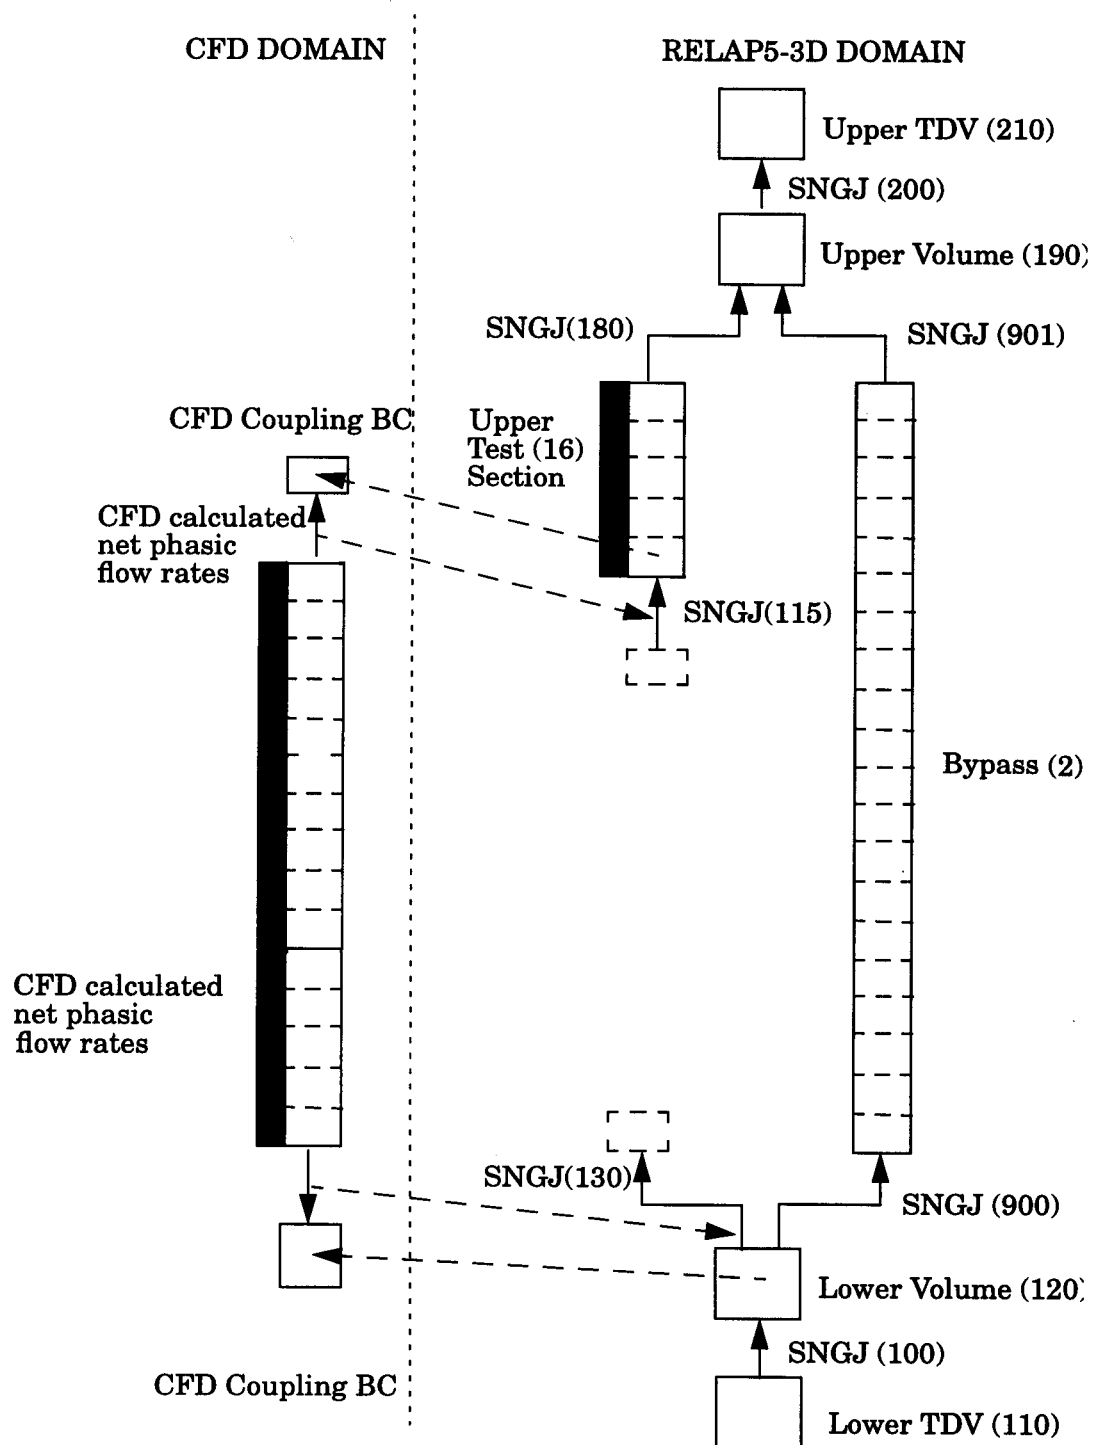 CFD DOMAIN
RELAP5-3D DOMAIN
Upper TDV (210)
SNGJ (200)
Upper Volume (190)
SNGJ(180)
SNGJ (901)
CFD Coupling BC
Upper
Test (16)
Section
CFD calculated
net phasic
flow rates
SNGJ(115)
Bypass (2)
CFD calculated
net phasic
flow rates
SNGJ(130)
SNGJ (900)
Lower Volume (120)
SNGJ (100)
CFD Coupling BC
Lower TDV (110)